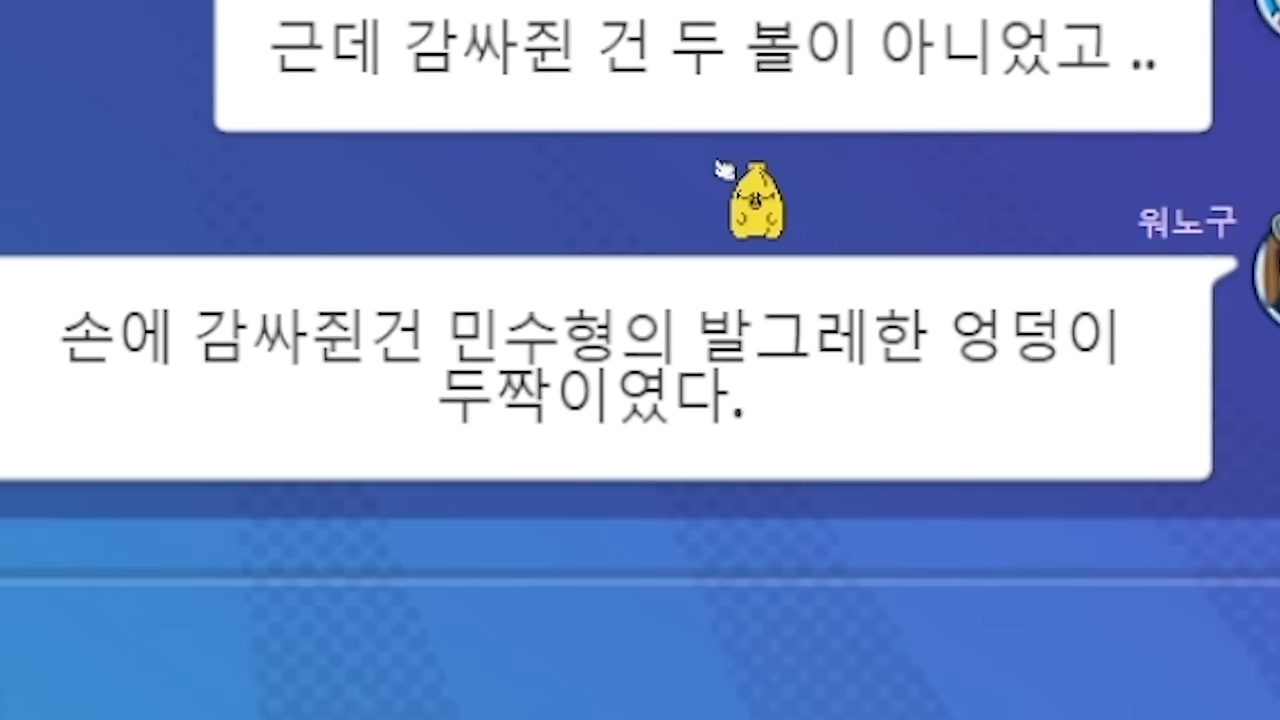 근데 감싸쥔 건 두 볼이 아니었고 ..
워노구
손에 감싸쥔건 민수형의 발그레한 엉덩이
두짝이였다.